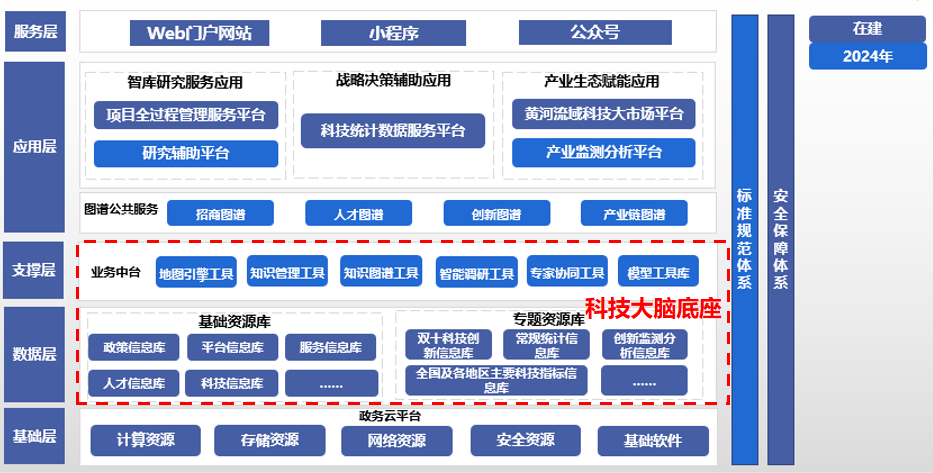 服务层
Web门户网站
小程序
公众号
在建
2024年
应用层
智库研究服务应用
项目全过程管理服务平台
研究辅助平台
战略决策辅助应用
科技统计数据服务平台
产业生态赋能应用
黄河流域科技大市场平台
产业监测分析平台
图谱公共服务
招商图谱
人才图谱
创新图谱
产业链图谱
标准规范体系
安全保障体系
支撑层
业务中台
地图引擎工具
知识管理工具
知识图谱工具
智能调研工具
专家协同工具
模型工具库
科技大脑底座
数据层
基础资源库
政策信息库
平台信息库
服务信息库
人才信息库
科技信息库
......
专题资源库
双十科技创
新信息库
常规统计信
息库
创新监测分
析信息库
全国及各地区主要科技指标信
息库
......
基础层
政务云平台
计算资源
存储资源
网络资源
安全资源
基础软件